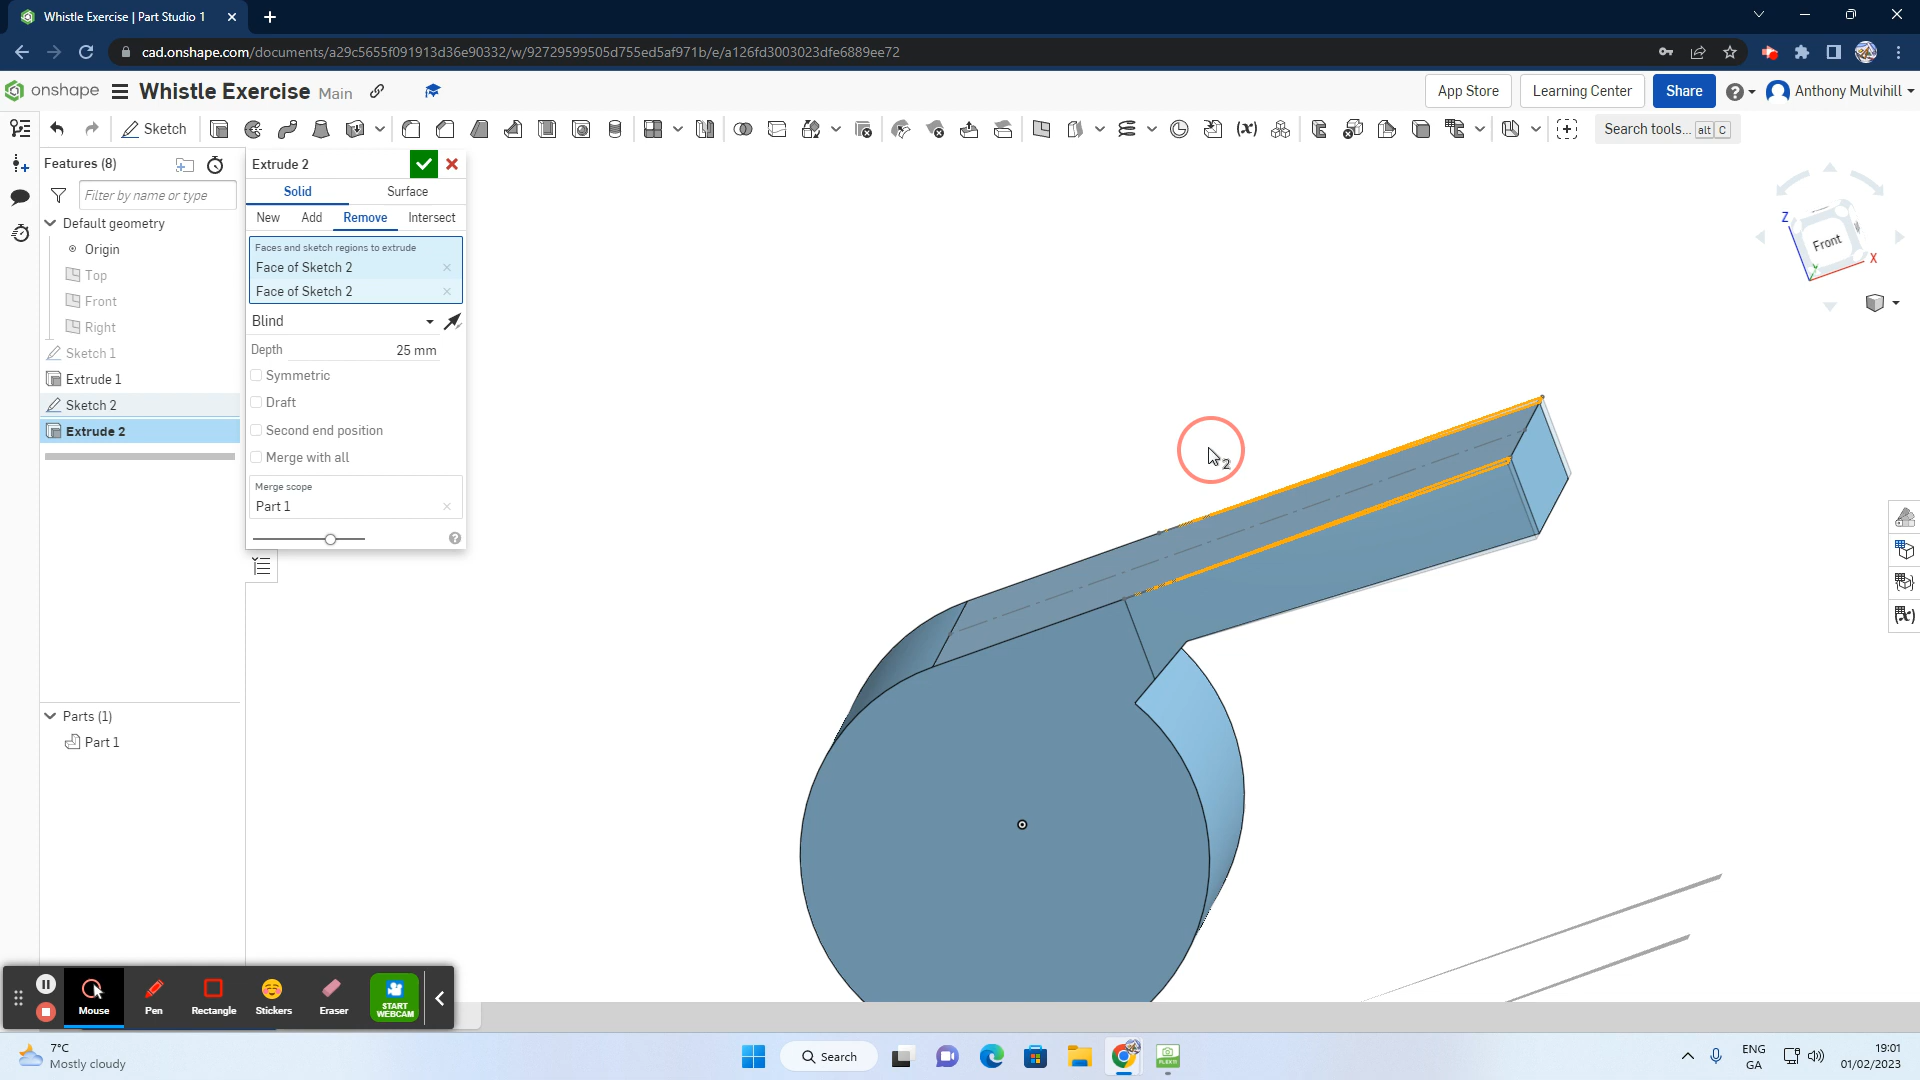 Whistle Exercise | Part Studio 1
cad.onshape.com/documents/a29c5655f091913d36e90332/w/92729599505d755ed5af971b/e/a126fd3003023dfe6889ee72
onshape Whistle Exercise Main App Store Learning Center Share Anthony Mulvihill
Sketch Search tools... alt C
Features (8)
Filter by name or type
Default geometry
Origin
Top
Front
Right
Sketch 1
Extrude 1
Sketch 2
Extrude 2
Parts (1)
Part 1
Extrude 2
Solid Surface
New Add Remove Intersect
Faces and sketch regions to extrude
Face of Sketch 2
Face of Sketch 2
Blind
Depth 25 mm
Symmetric
Draft
Second end position
Merge with all
Merge scope
Part 1
2
Z
Front
X
Y
Mouse Pen Rectangle Stickers Eraser START WEBCAM
7°C
Mostly cloudy
Search
ENG
GA
19:01
01/02/2023